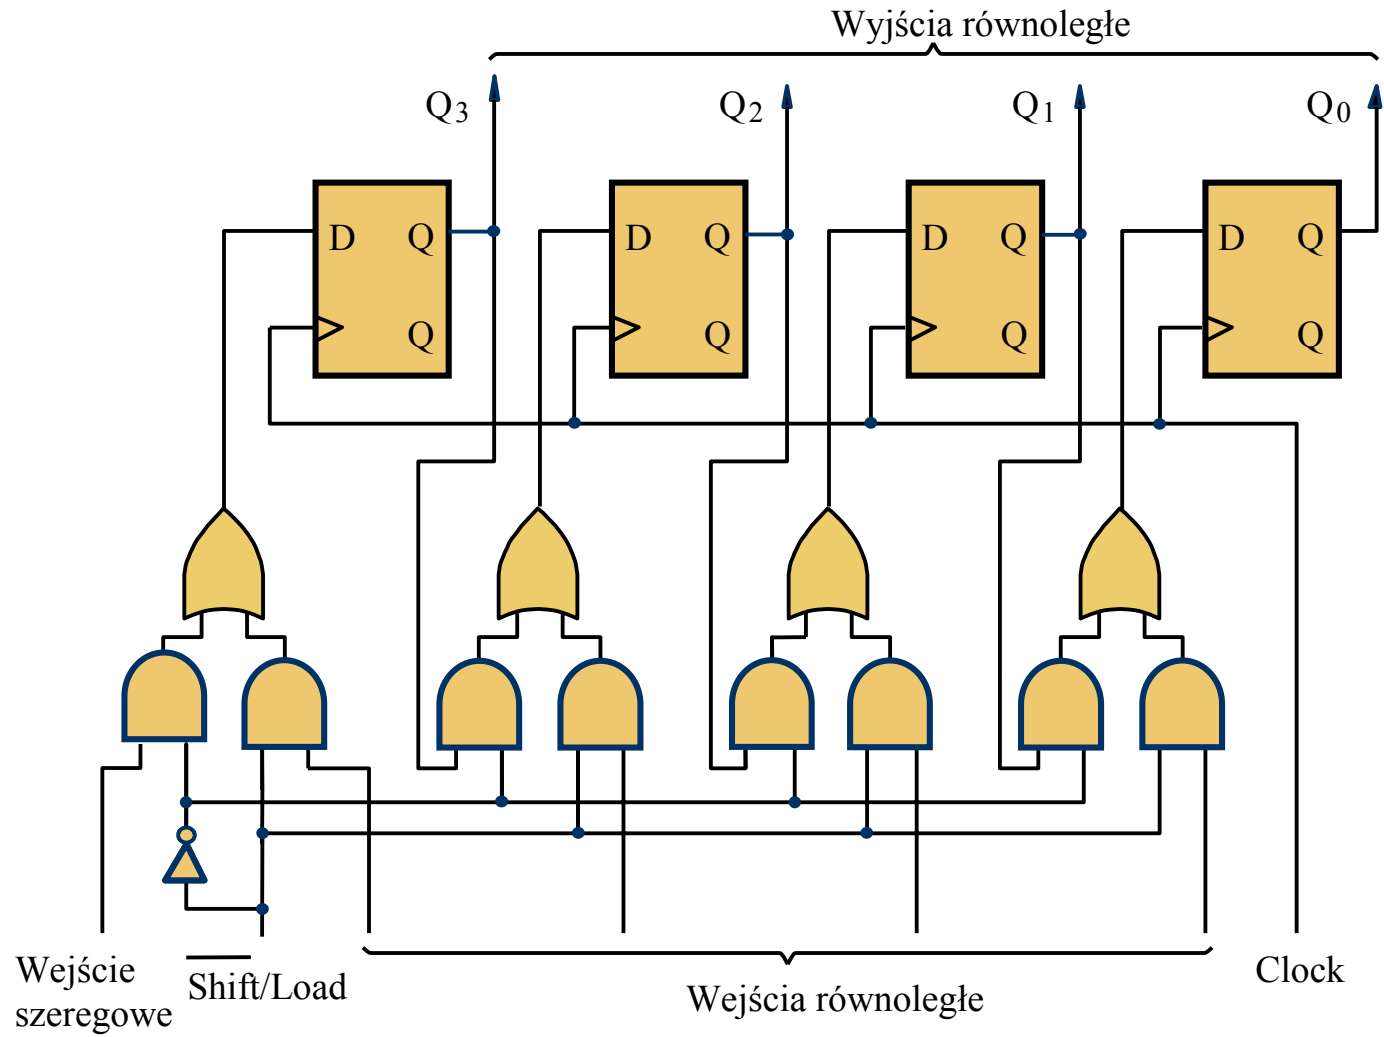 Wyjścia równoległe
Q3 Q2 Q1 Q0
D Q D Q D Q D Q
Q Q Q Q
Wejście
szeregowe
Shift/Load
Wejścia równoległe
Clock